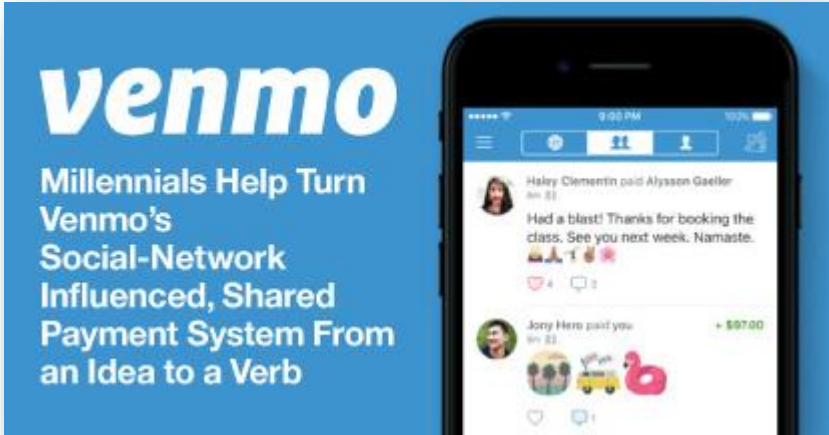 venmo
Millennials Help Turn
Venmo's
Social-Network
Influenced, Shared
Payment System From
an Idea to a Verb
9:00 PM
100%
Haley Clementin paid Alysson Gaeller
Had a blast! Thanks for booking the
class. See you next week. Namaste.
4
Jony Hero paid you
+ $97.00
1